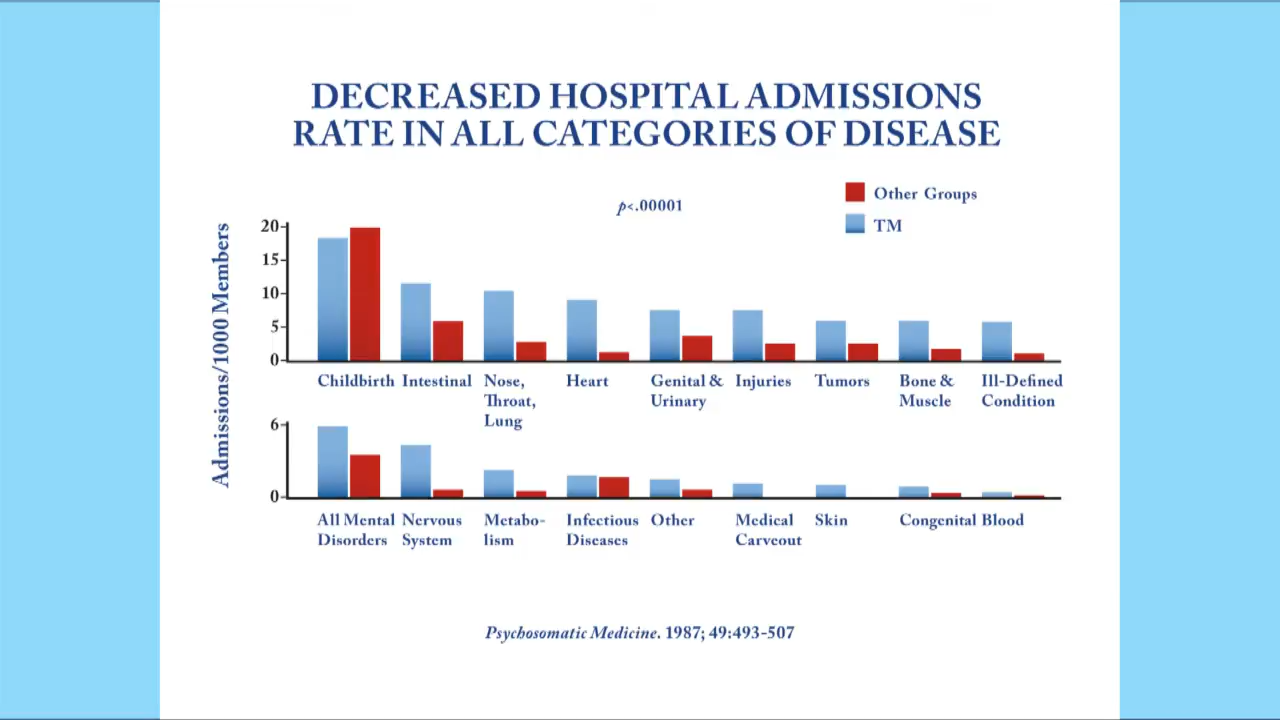 DECREASED HOSPITAL ADMISSIONS
RATE IN ALL CATEGORIES OF DISEASE
p<.00001
Other Groups
TM
Admissions/1000 Members
20
15
10
5
0
Childbirth
Intestinal
Nose,
Throat,
Lung
Heart
Genital &
Urinary
Injuries
Tumors
Bone &
Muscle
Ill-Defined
Condition
6
0
All Mental
Disorders
Nervous
System
Metabo-
lism
Infectious
Diseases
Other
Medical
Carveout
Skin
Congenital
Blood
Psychosomatic Medicine. 1987; 49:493-507